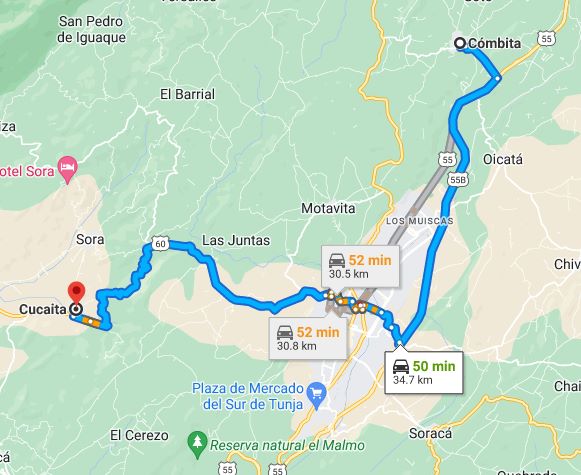 San Pedro
de Iguaque
Cómbita
55
El Barrial
55
Oicatá
otel Sora
55B
Motavita
LOS MUISCAS
Sora
60
Las Juntas
52 min
30.5 km
Chiv
Cucaita
52 min
30.8 km
50 min
34.7 km
Plaza de Mercado
del Sur de Tunja
Chai
El Cerezo
Soracá
Reserva natural el Malmo
55
55